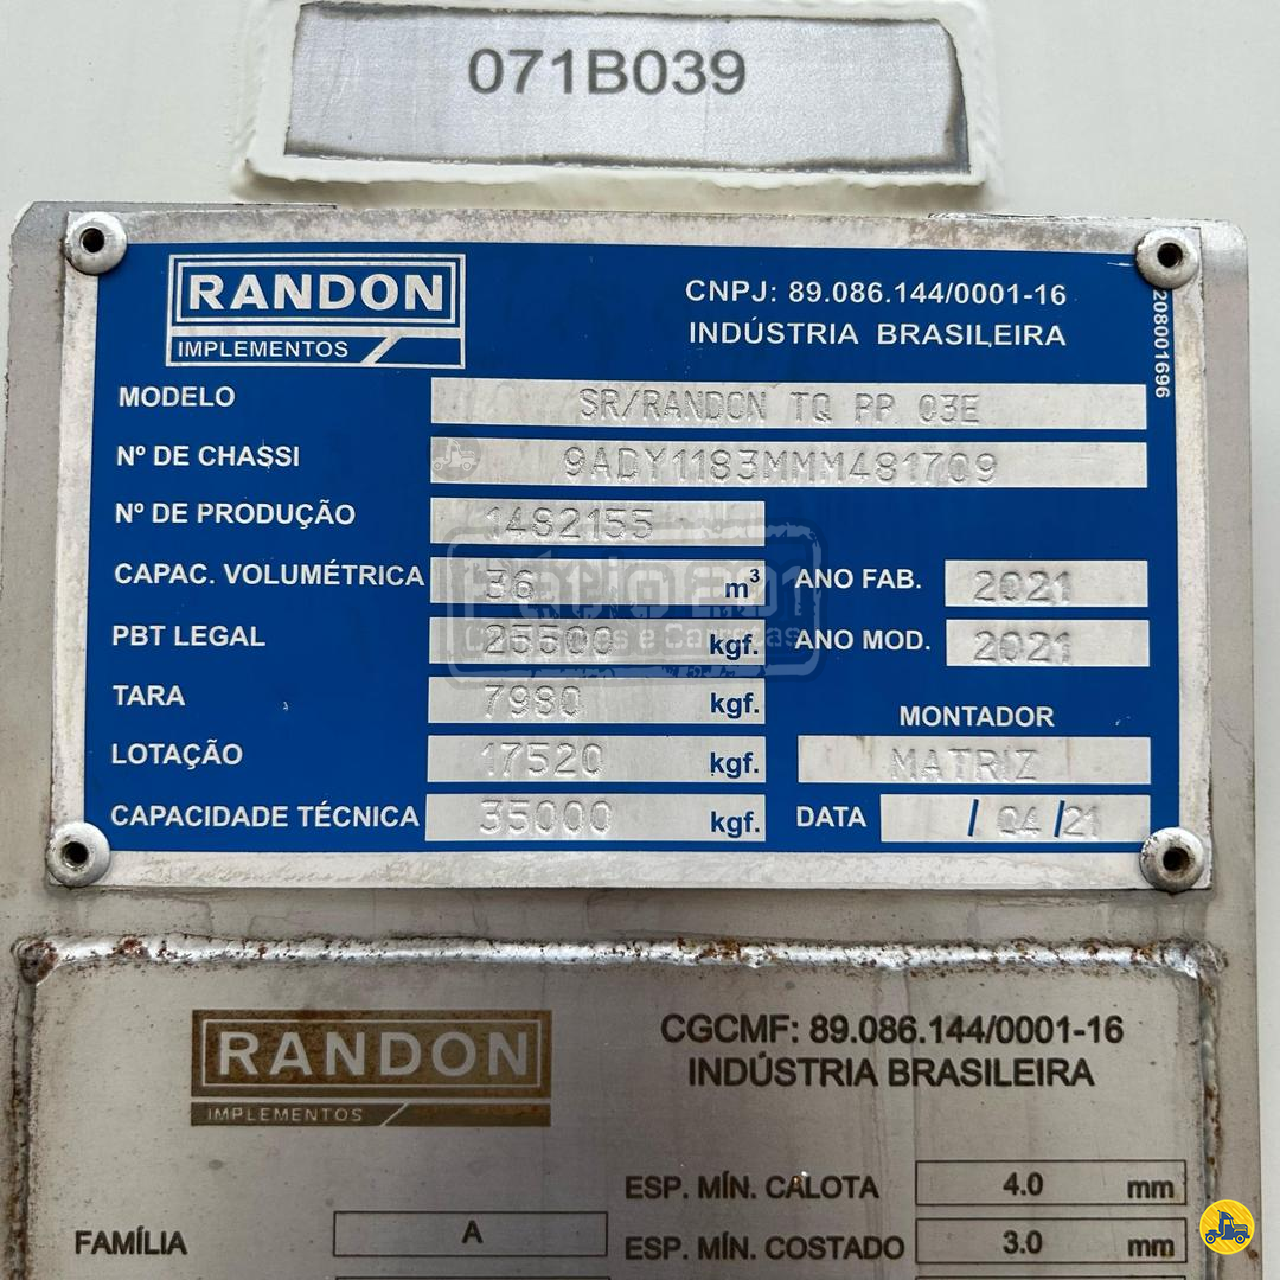 071B039
RANDON
IMPLEMENTOS
CNPJ: 89.086.144/0001-16
INDÚSTRIA BRASILEIRA
208001696
MODELO SR/RANDON TQ PP 03E
Nº DE CHASSI 9ADY1183MMM481709
Nº DE PRODUÇÃO 1482155
CAPAC. VOLUMÉTRICA 36 m³ ANO FAB. 2021
PBT LEGAL 25500 kgf. ANO MOD. 2021
TARA 7980 kgf.
MONTADOR
LOTAÇÃO 17520 kgf. MATRIZ
CAPACIDADE TÉCNICA 35000 kgf. DATA / 04 /21
Pátio 201
Caminhões e Carretas
RANDON
IMPLEMENTOS
CGCMF: 89.086.144/0001-16
INDÚSTRIA BRASILEIRA
ESP. MÍN. CALOTA 4.0 mm
FAMÍLIA A ESP. MÍN. COSTADO 3.0 mm